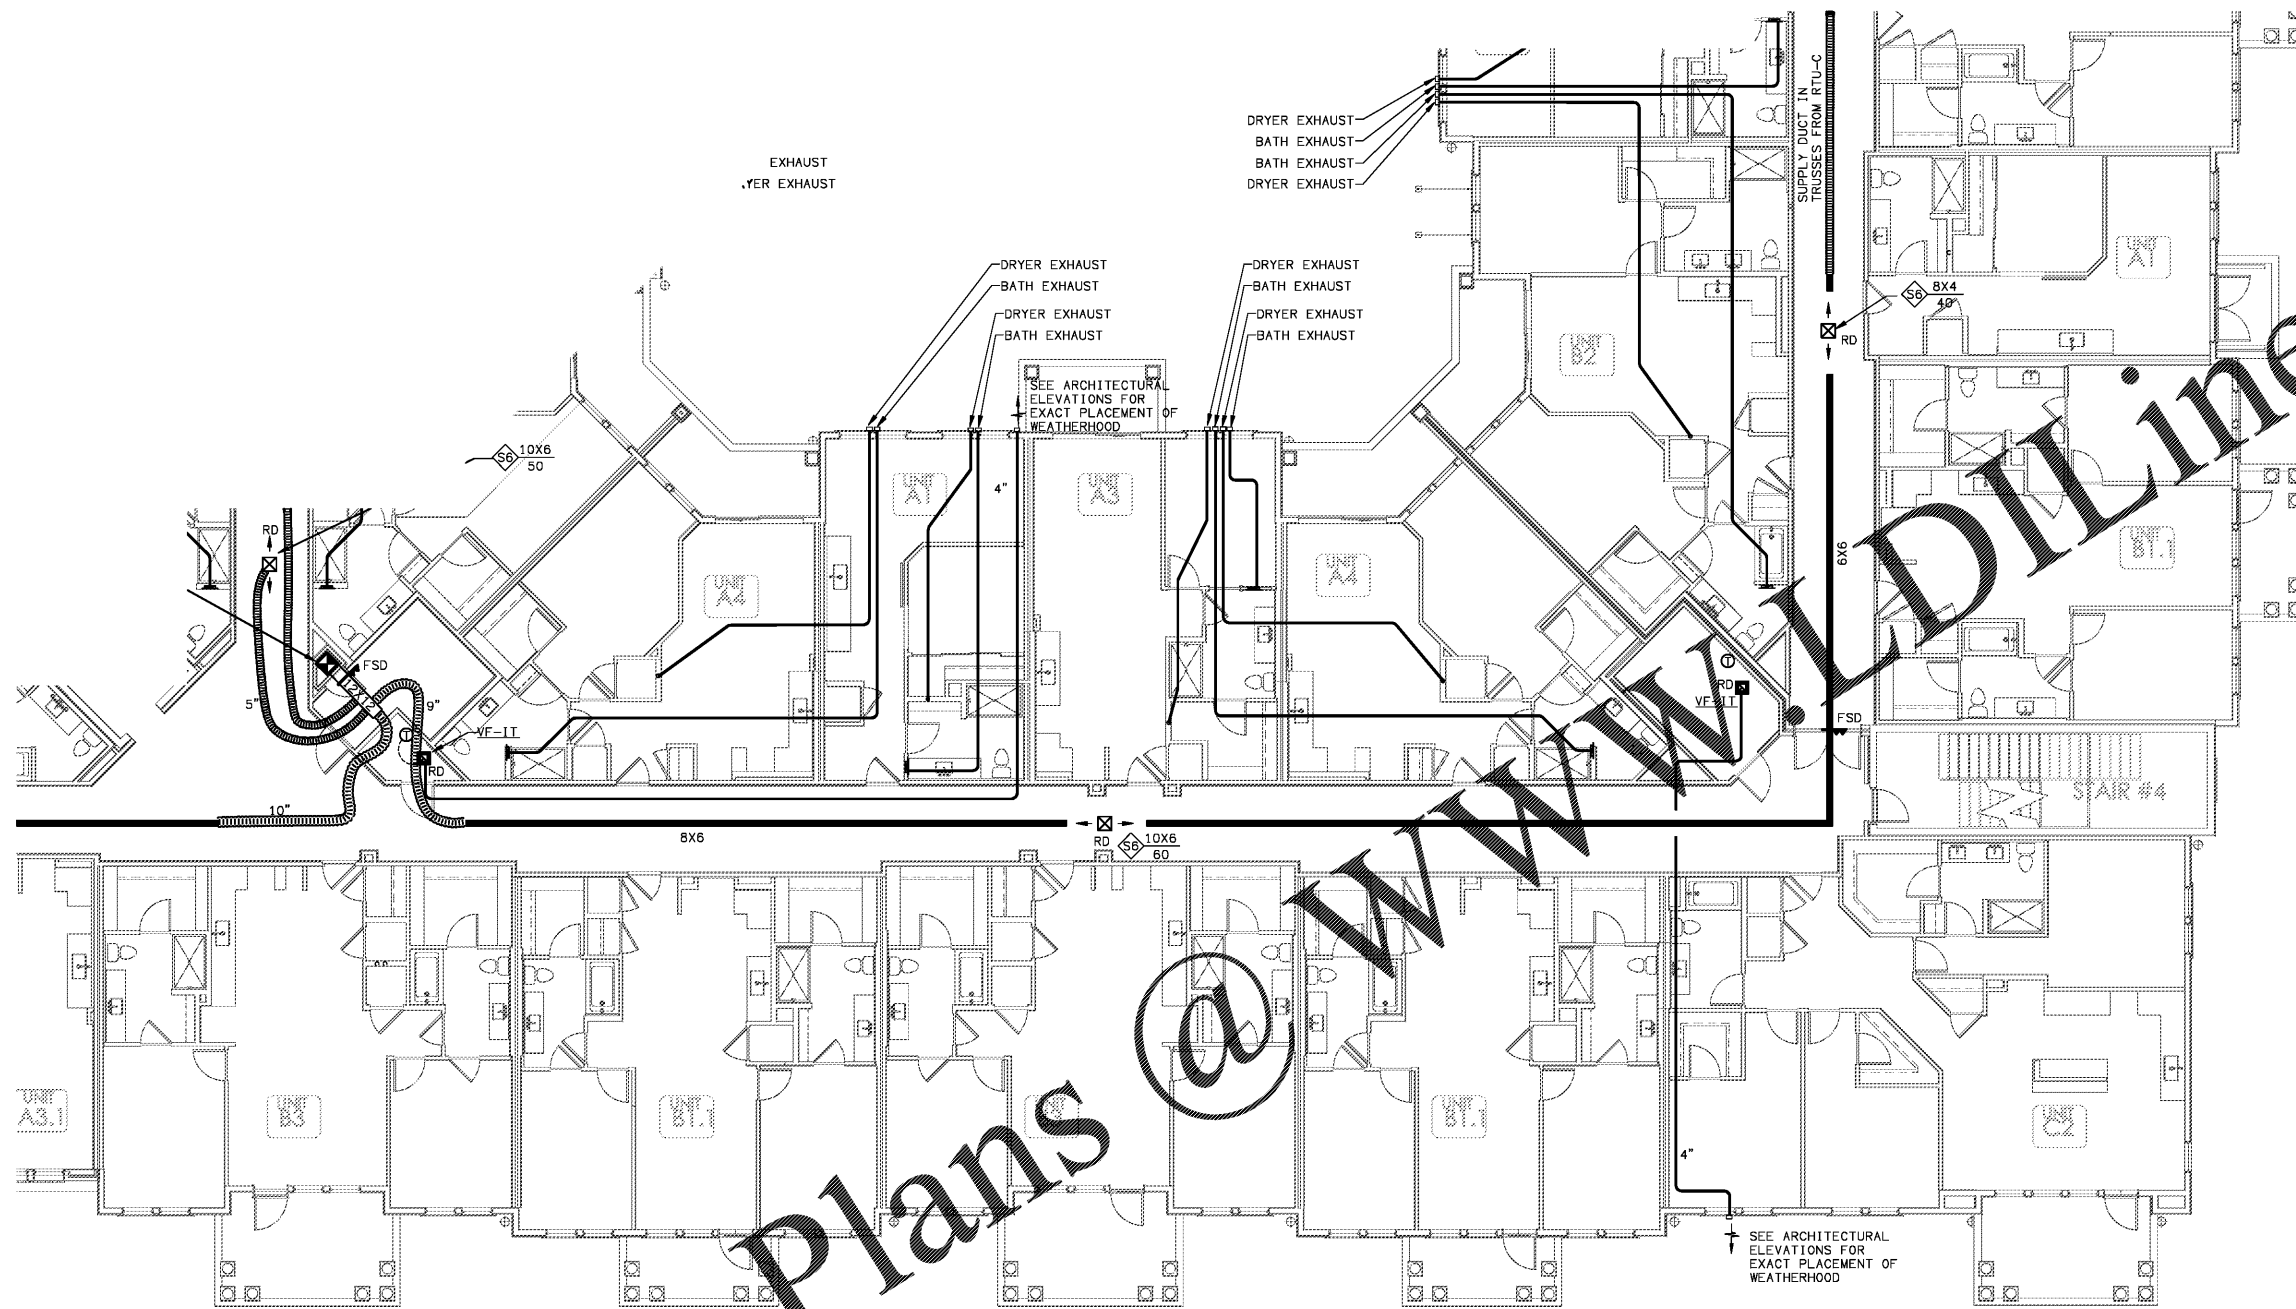 DRYER EXHAUST
BATH EXHAUST
BATH EXHAUST
DRYER EXHAUST
SUPPLY DUCT IN
TRUSSES FROM RTU-C
EXHAUST
YER EXHAUST
DRYER EXHAUST
BATH EXHAUST
DRYER EXHAUST
BATH EXHAUST
DRYER EXHAUST
BATH EXHAUST
DRYER EXHAUST
BATH EXHAUST
UNIT
A1
S6 8X4
40
RD
UNIT
B2
SEE ARCHITECTURAL
ELEVATIONS FOR
EXACT PLACEMENT OF
WEATHERHOOD
S6 10X6
50
UNIT
A1
4"
UNIT
A3
RD
UNIT
A4
UNIT
A4
6X6
UNIT
B1.1
FSD
12X12
5"
9"
T
VF-IT
RD
T
RD
VF-IT
FSD
10"
8X6
RD
S6 10X6
60
STAIR #4
UNIT
A3.1
UNIT
B3
UNIT
B1.1
UNIT
UNIT
B1.1
UNIT
C2
4"
SEE ARCHITECTURAL
ELEVATIONS FOR
EXACT PLACEMENT OF
WEATHERHOOD
Plans @ WWW.LDILine